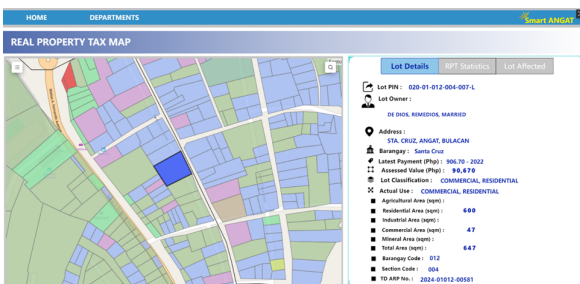 HOME DEPARTMENTS Smart ANGAT
REAL PROPERTY TAX MAP
Lot Details RPT Statistics Lot Affected
Lot PIN : 020-01-012-004-007-L
Lot Owner :
DE DIOS, REMEDIOS, MARRIED
Address :
STA. CRUZ, ANGAT, BULACAN
Barangay : Santa Cruz
Latest Payment (Php) : 906.70 - 2022
Assessed Value (Php) : 90,670
Lot Classification : COMMERCIAL, RESIDENTIAL
Actual Use : COMMERCIAL, RESIDENTIAL
Agricultural Area (sqm) :
Residential Area (sqm) : 600
Industrial Area (sqm) :
Commercial Area (sqm) : 47
Mineral Area (sqm) :
Total Area (sqm) : 647
Barangay Code : 012
Section Code : 004
TD ARP No. : 2024-01012-00581